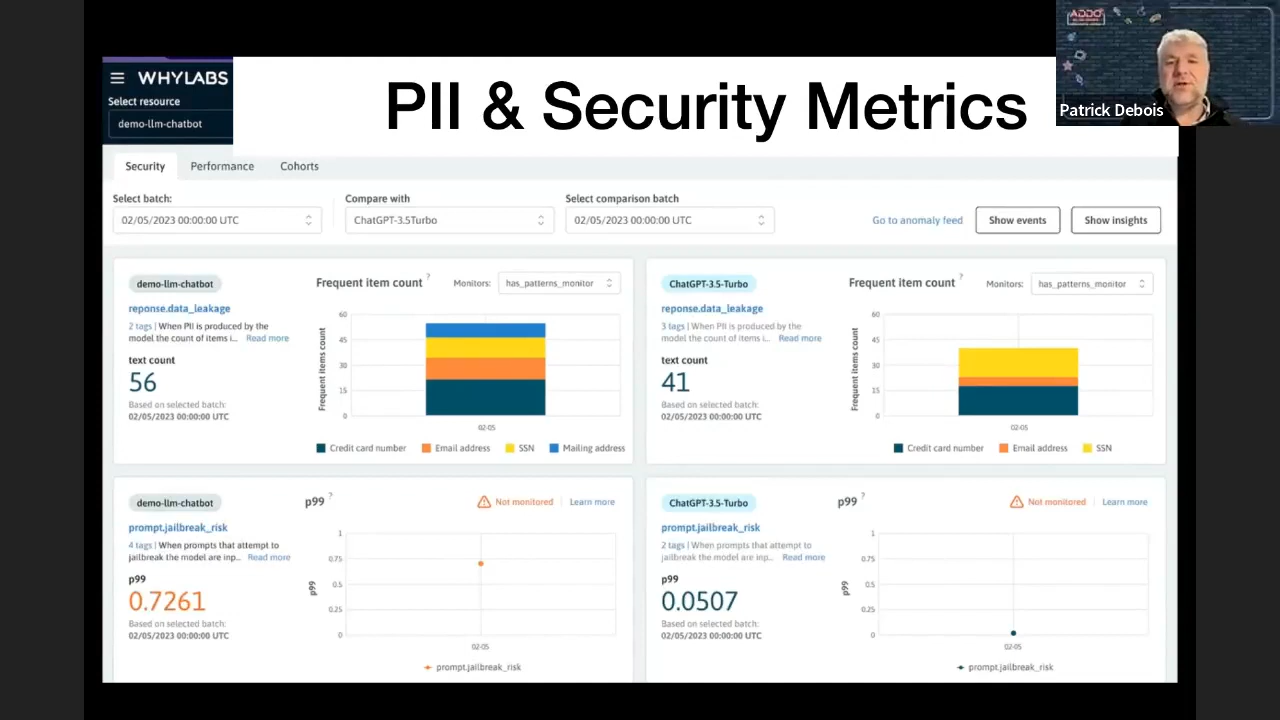 ADDO
Patrick Debois
PII & Security Metrics
WHYLABS
Select resource
demo-llm-chatbot
Security Performance Cohorts
Select batch: Compare with Select comparison batch
02/05/2023 00:00:00 UTC ChatGPT-3.5Turbo 02/05/2023 00:00:00 UTC Go to anomaly feed Show events Show insights
demo-llm-chatbot
reponse.data_leakage
2 tags | When PII is produced by the
model the count of items i... Read more
text count
56
Based on selected batch:
02/05/2023 00:00:00 UTC
Frequent item count ? Monitors: has_patterns_monitor
Frequent items count
60
45
30
15
0
02-05
Credit card number Email address SSN Mailing address
ChatGPT-3.5-Turbo
reponse.data_leakage
3 tags | When PII is produced by the
model the count of items i... Read more
text count
41
Based on selected batch:
02/05/2023 00:00:00 UTC
Frequent item count ? Monitors: has_patterns_monitor
Frequent items count
60
45
30
15
0
02-05
Credit card number Email address SSN
demo-llm-chatbot
prompt.jailbreak_risk
4 tags | When prompts that attempt to
jailbreak the model are inp... Read more
p99
0.7261
Based on selected batch:
02/05/2023 00:00:00 UTC
p99 ? Not monitored Learn more
p99
1
0.75
0.5
0.25
0
02-05
prompt.jailbreak_risk
ChatGPT-3.5-Turbo
prompt.jailbreak_risk
2 tags | When prompts that attempt to
jailbreak the model are inp... Read more
p99
0.0507
Based on selected batch:
02/05/2023 00:00:00 UTC
p99 ? Not monitored Learn more
p99
1
0.75
0.5
0.25
0
02-05
prompt.jailbreak_risk